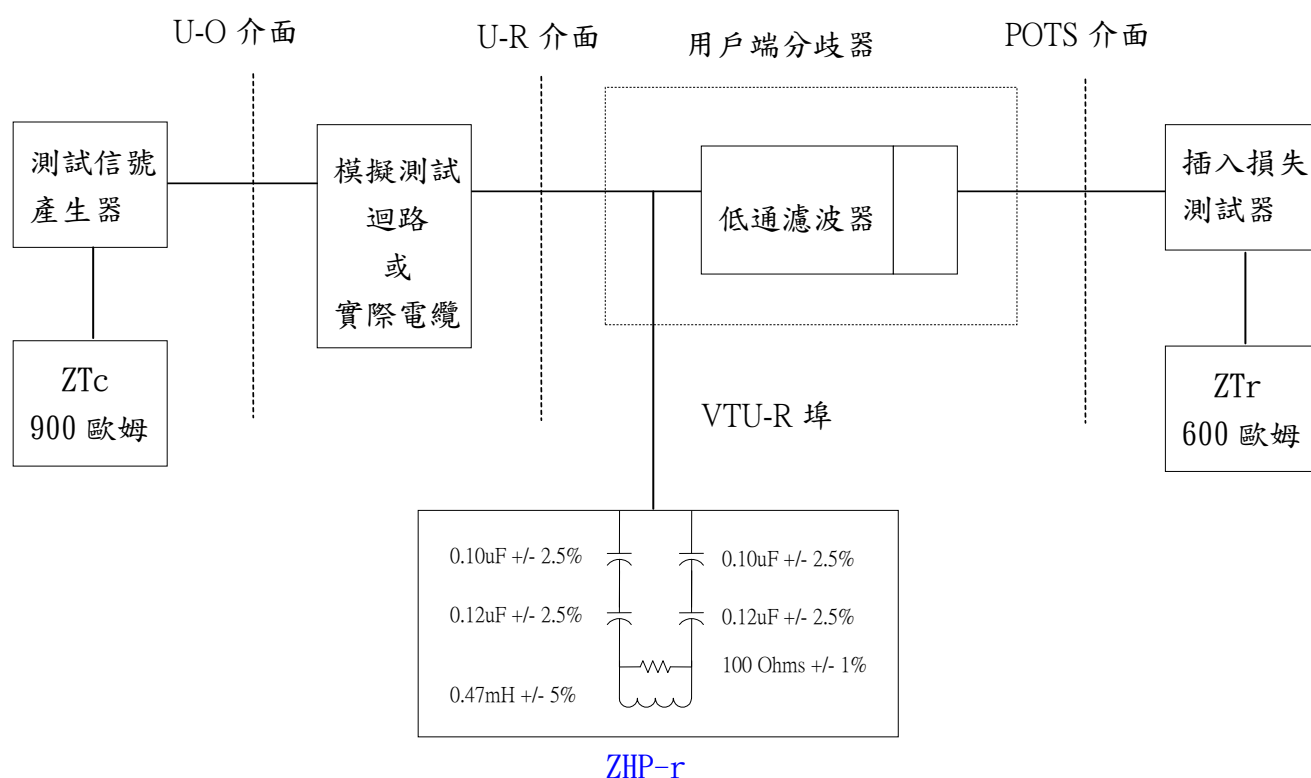 U-O 介面
U-R 介面
用戶端分歧器
POTS 介面
測試信號
產生器
模擬測試
迴路
或
實際電纜
低通濾波器
插入損失
測試器
ZTc
900 歐姆
ZTr
600 歐姆
VTU-R 埠
0.10uF +/- 2.5%
0.10uF +/- 2.5%
0.12uF +/- 2.5%
0.12uF +/- 2.5%
100 Ohms +/- 1%
0.47mH +/- 5%
ZHP-r